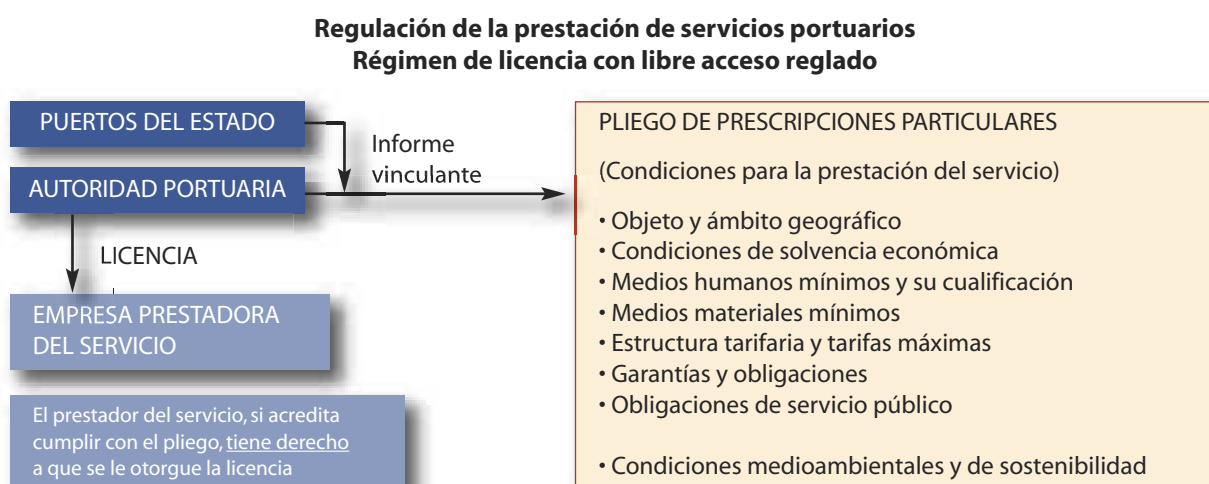 Regulación de la prestación de servicios portuarios
Régimen de licencia con libre acceso reglado
PUERTOS DEL ESTADO
AUTORIDAD PORTUARIA
Informe
vinculante
LICENCIA
EMPRESA PRESTADORA
DEL SERVICIO
El prestador del servicio, si acredita
cumplir con el pliego, tiene derecho
a que se le otorgue la licencia
PLIEGO DE PRESCRIPCIONES PARTICULARES
(Condiciones para la prestación del servicio)
• Objeto y ámbito geográfico
• Condiciones de solvencia económica
• Medios humanos mínimos y su cualificación
• Medios materiales mínimos
• Estructura tarifaria y tarifas máximas
• Garantías y obligaciones
• Obligaciones de servicio público
• Condiciones medioambientales y de sostenibilidad